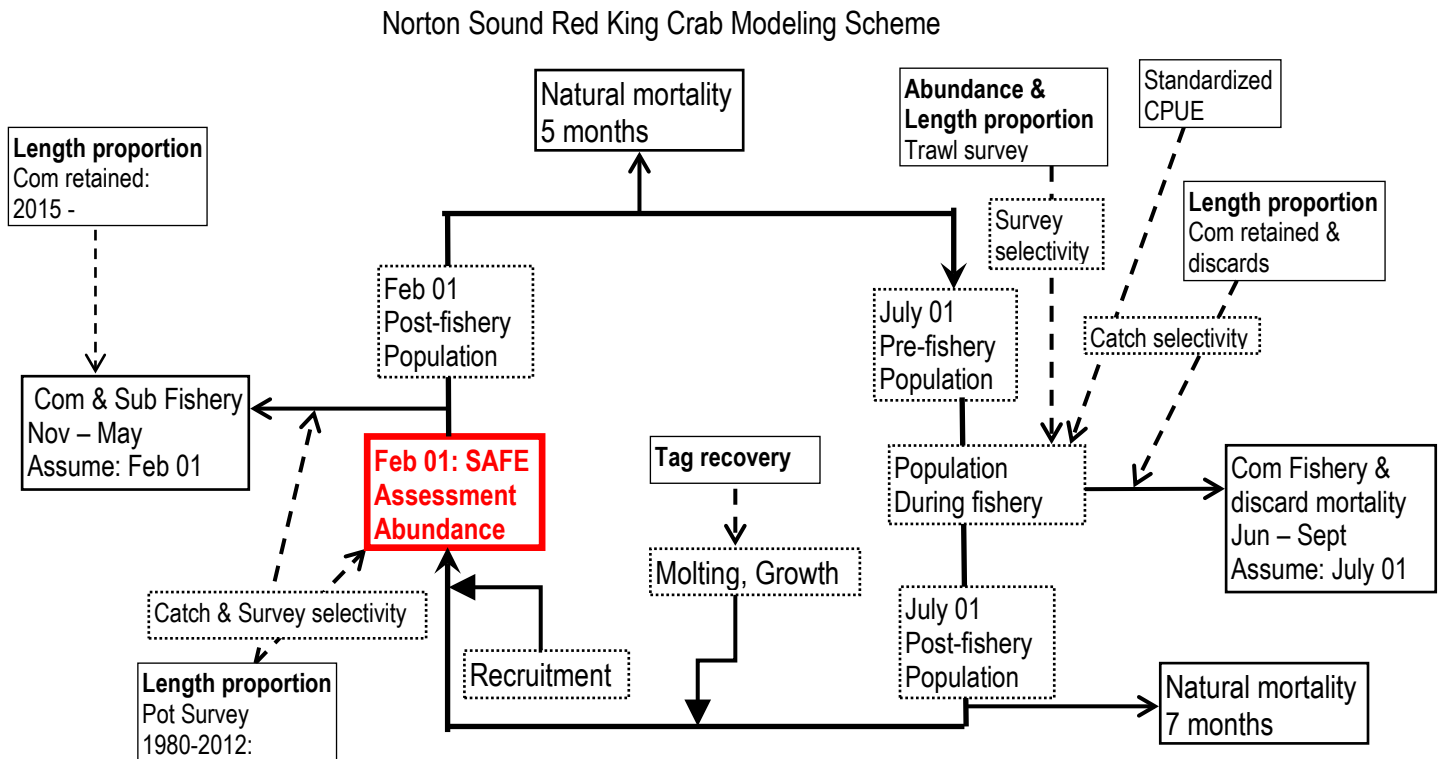 Norton Sound Red King Crab Modeling Scheme
Natural mortality
5 months
Abundance &
Length proportion
Trawl survey
Standardized
CPUE
Length proportion
Com retained:
2015 -
Length proportion
Com retained &
discards
Survey
selectivity
Feb 01
Post-fishery
Population
July 01
Pre-fishery
Population
Catch selectivity
Com & Sub Fishery
Nov – May
Assume: Feb 01
Feb 01: SAFE
Assessment
Abundance
Tag recovery
Population
During fishery
Com Fishery &
discard mortality
Jun – Sept
Assume: July 01
Molting, Growth
Catch & Survey selectivity
July 01
Post-fishery
Population
Recruitment
Length proportion
Pot Survey
1980-2012:
Natural mortality
7 months